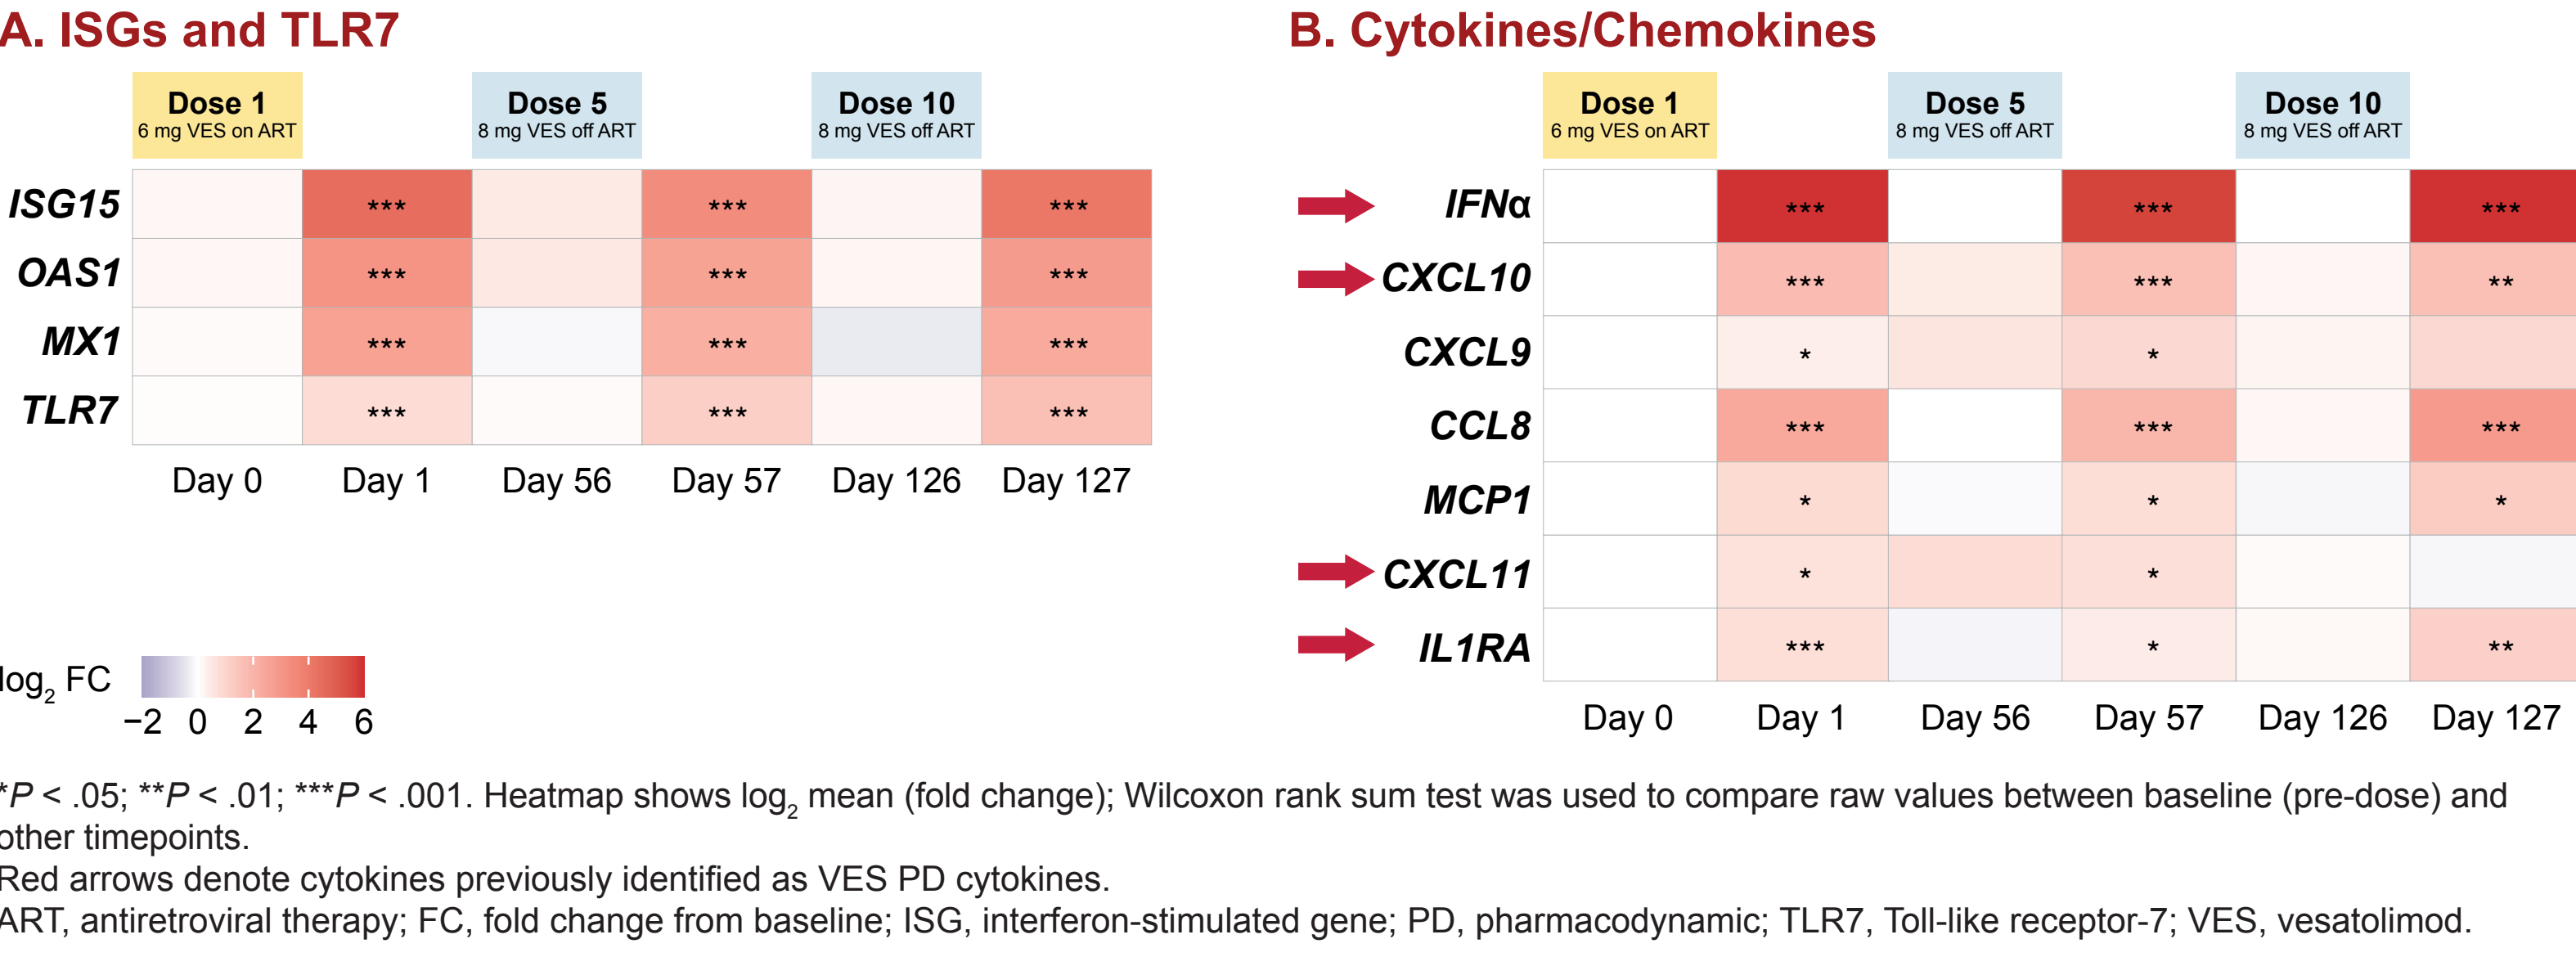 A. ISGs and TLR7
B. Cytokines/Chemokines
Dose 1
6 mg VES on ART
Dose 5
8 mg VES off ART
Dose 10
8 mg VES off ART
ISG15 *** *** ***
OAS1 *** *** ***
MX1 *** *** ***
TLR7 *** *** ***
Day 0 Day 1 Day 56 Day 57 Day 126 Day 127
log2 FC
−2 0 2 4 6
Dose 1
6 mg VES on ART
Dose 5
8 mg VES off ART
Dose 10
8 mg VES off ART
IFNα *** *** ***
CXCL10 *** *** **
CXCL9 * *
CCL8 *** *** ***
MCP1 * * *
CXCL11 * *
IL1RA *** * **
Day 0 Day 1 Day 56 Day 57 Day 126 Day 127
*P < .05; **P < .01; ***P < .001. Heatmap shows log2 mean (fold change); Wilcoxon rank sum test was used to compare raw values between baseline (pre-dose) and
other timepoints.
Red arrows denote cytokines previously identified as VES PD cytokines.
ART, antiretroviral therapy; FC, fold change from baseline; ISG, interferon-stimulated gene; PD, pharmacodynamic; TLR7, Toll-like receptor-7; VES, vesatolimod.